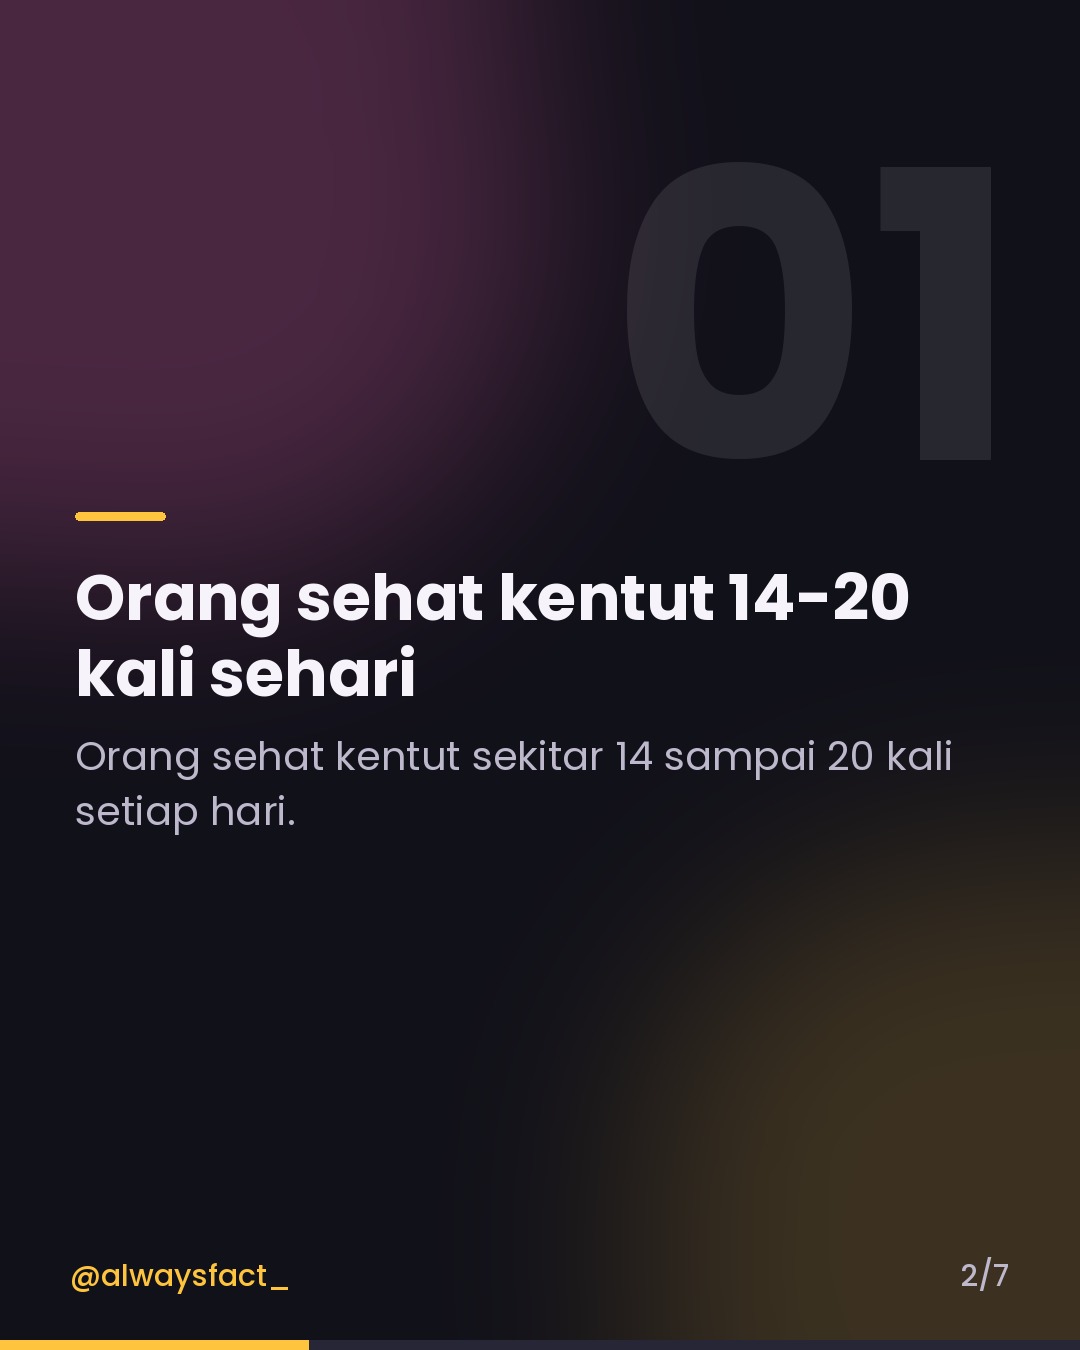 01
Orang sehat kentut 14-20
kali sehari
Orang sehat kentut sekitar 14 sampai 20 kali
setiap hari.
@alwaysfact_
2/7